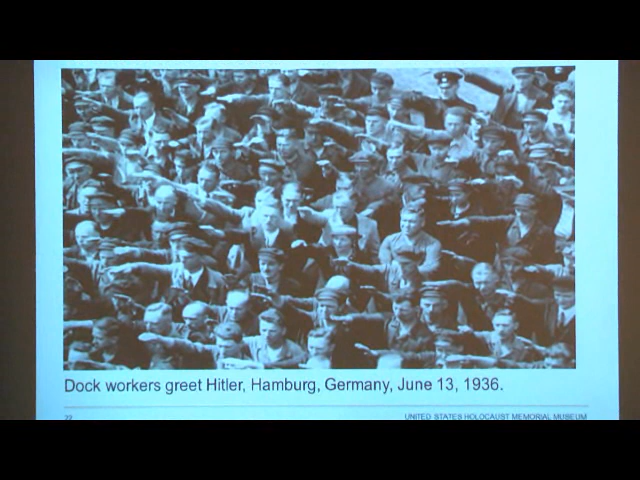 Dock workers greet Hitler, Hamburg, Germany, June 13, 1936.
22 UNITED STATES HOLOCAUST MEMORIAL MUSEUM